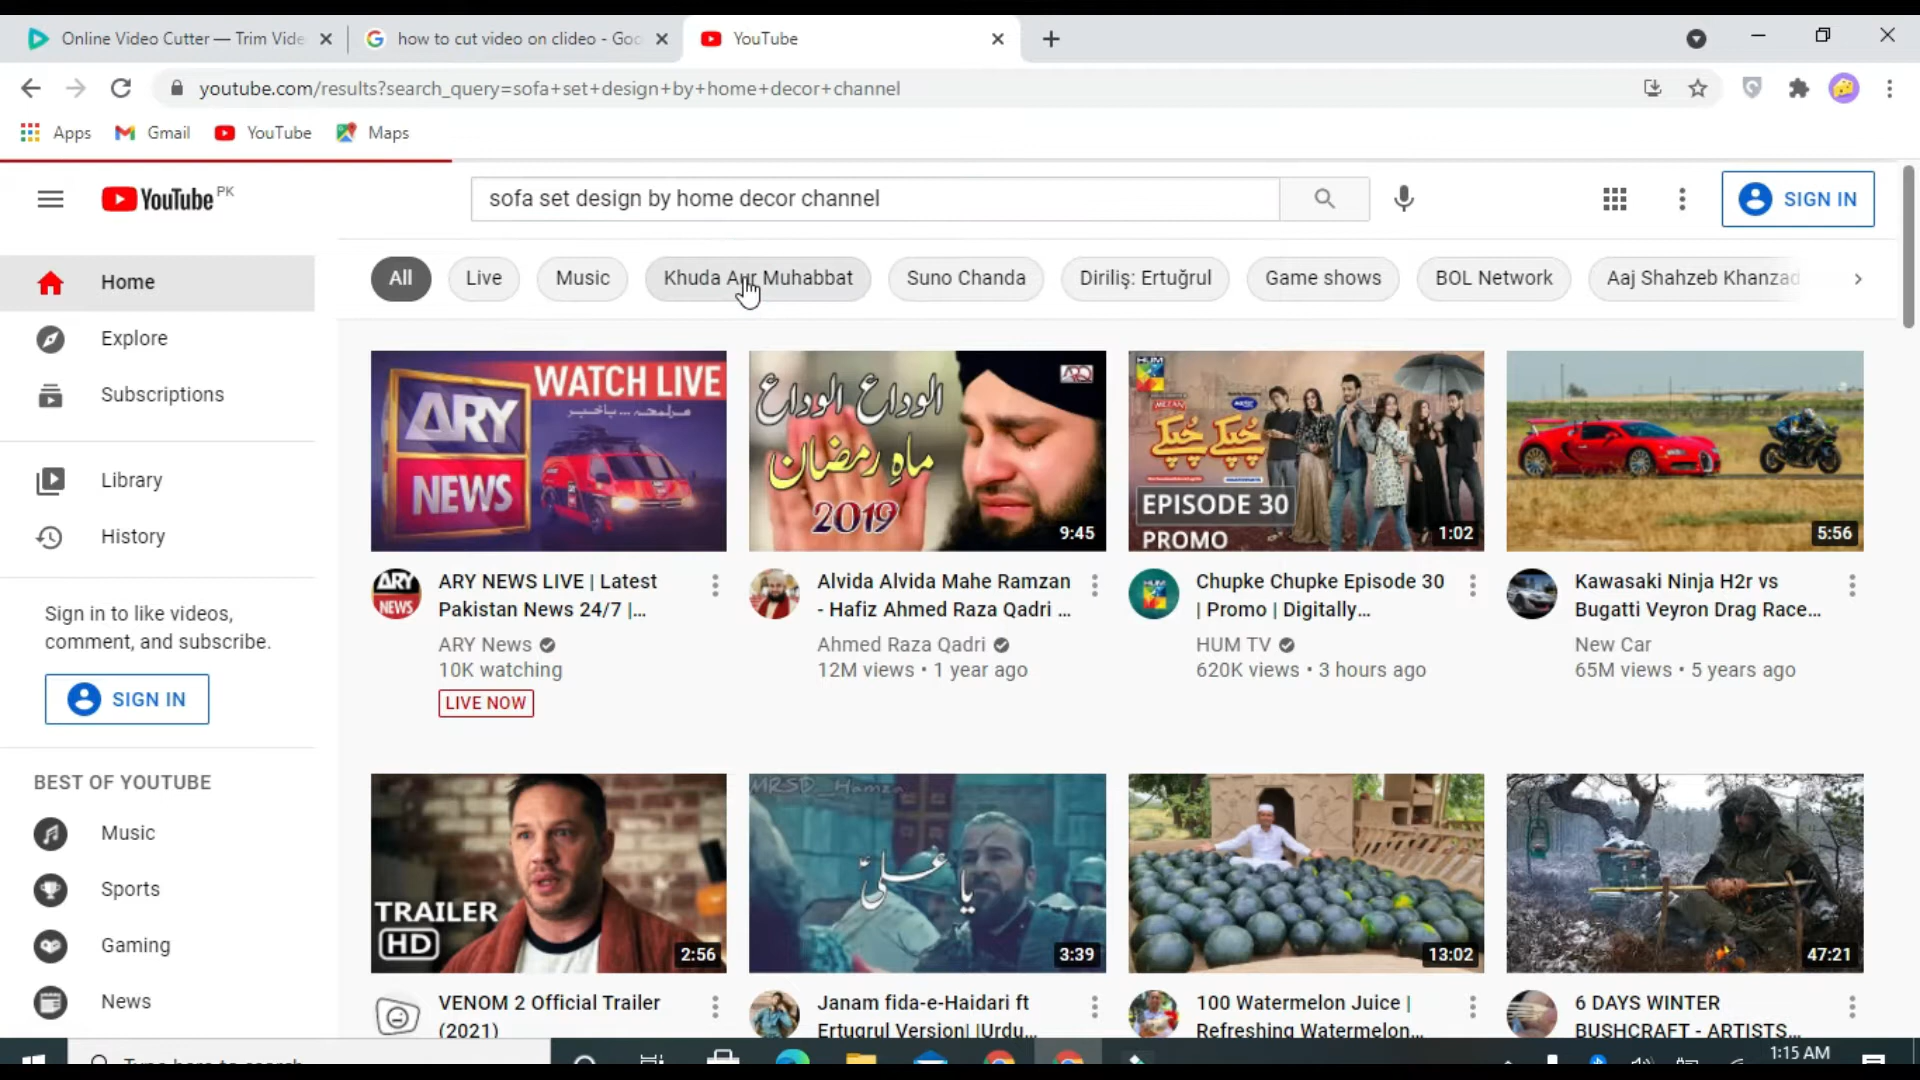 Online Video Cutter — Trim Vide
how to cut video on clideo - Goo
YouTube
youtube.com/results?search_query=sofa+set+design+by+home+decor+channel
Apps
Gmail
YouTube
Maps
YouTube PK
sofa set design by home decor channel
SIGN IN
Home
Explore
Subscriptions
Library
History
Sign in to like videos,
comment, and subscribe.
SIGN IN
BEST OF YOUTUBE
Music
Sports
Gaming
News
All
Live
Music
Khuda Aur Muhabbat
Suno Chanda
Diriliş: Ertuğrul
Game shows
BOL Network
Aaj Shahzeb Khanzad
WATCH LIVE
ARY
NEWS
ARY NEWS LIVE | Latest
Pakistan News 24/7 |...
ARY News
10K watching
LIVE NOW
الوداع الوداع
ماہِ رمضان
2019
9:45
Alvida Alvida Mahe Ramzan
- Hafiz Ahmed Raza Qadri ...
Ahmed Raza Qadri
12M views • 1 year ago
HUM
چپکے چپکے
EPISODE 30
PROMO
1:02
Chupke Chupke Episode 30
| Promo | Digitally...
HUM TV
620K views • 3 hours ago
5:56
Kawasaki Ninja H2r vs
Bugatti Veyron Drag Race...
New Car
65M views • 5 years ago
TRAILER
HD
2:56
VENOM 2 Official Trailer
(2021)
MRSD_Hamza
یا علیؑ
3:39
Janam fida-e-Haidari ft
Ertugrul Version| |Urdu...
13:02
100 Watermelon Juice |
Refreshing Watermelon...
47:21
6 DAYS WINTER
BUSHCRAFT - ARTISTS...
Type here to search
1:15 AM